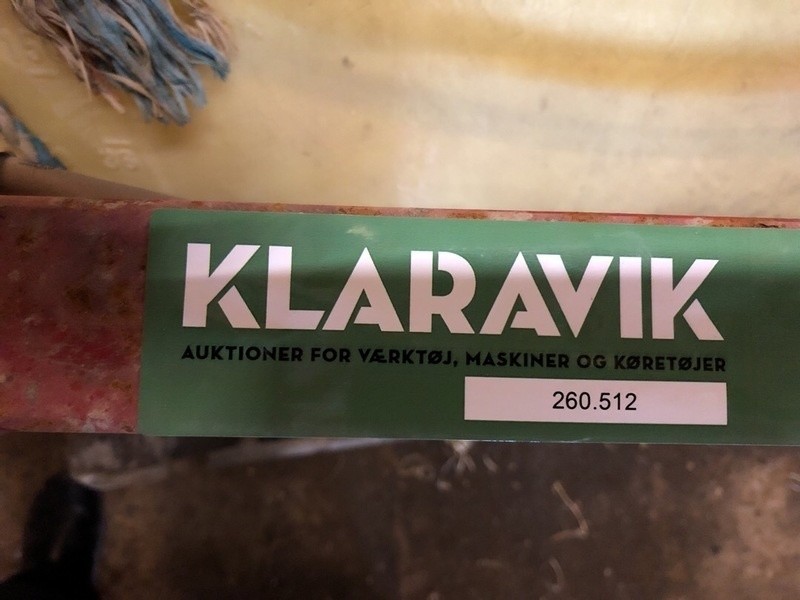 KLARAVIK
AUKTIONER FOR VÆRKTØJ, MASKINER OG KØRETØJER
260.512